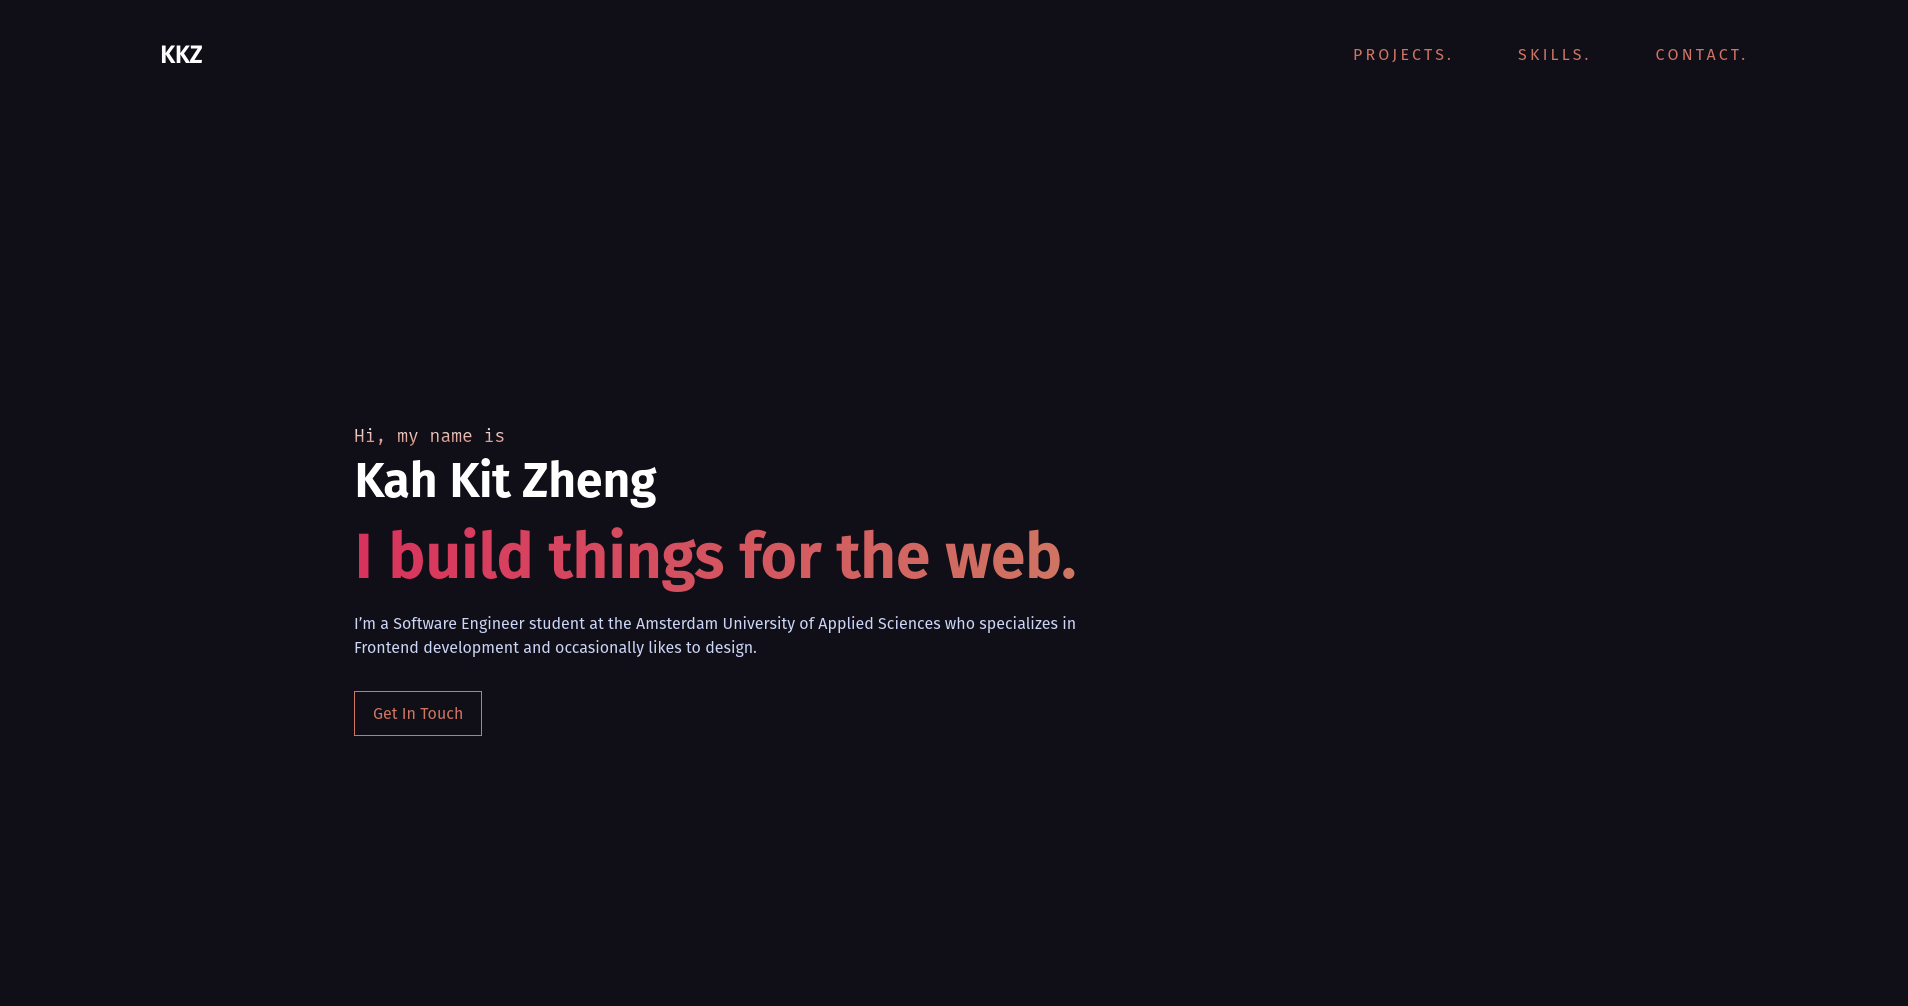 KKZ
PROJECTS.
SKILLS.
CONTACT.
Hi, my name is
Kah Kit Zheng
I build things for the web.
I’m a Software Engineer student at the Amsterdam University of Applied Sciences who specializes in
Frontend development and occasionally likes to design.
Get In Touch